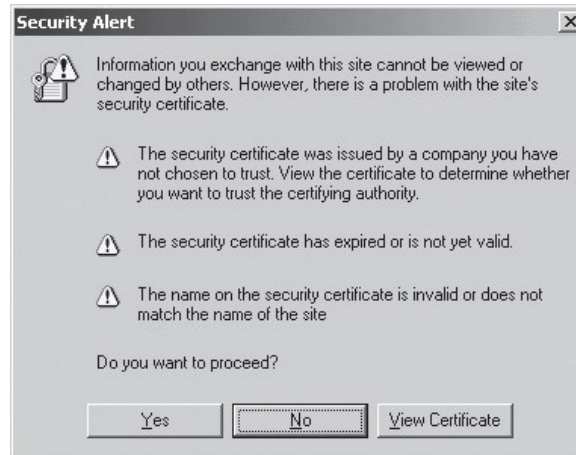 Security Alert
Information you exchange with this site cannot be viewed or
changed by others. However, there is a problem with the site's
security certificate.
The security certificate was issued by a company you have
not chosen to trust. View the certificate to determine whether
you want to trust the certifying authority.
The security certificate has expired or is not yet valid.
The name on the security certificate is invalid or does not
match the name of the site
Do you want to proceed?
Yes No View Certificate